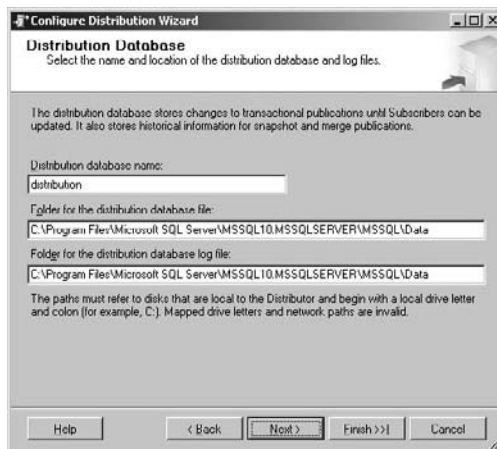 Configure Distribution Wizard
Distribution Database
Select the name and location of the distribution database and log files.
The distribution database stores changes to transactional publications until Subscribers can be
updated. It also stores historical information for snapshot and merge publications.
Distribution database name:
distribution
Folder for the distribution database file:
C:\Program Files\Microsoft SQL Server\MSSQL10.MSSQLSERVER\MSSQL\Data
Folder for the distribution database log file:
C:\Program Files\Microsoft SQL Server\MSSQL10.MSSQLSERVER\MSSQL\Data
The paths must refer to disks that are local to the Distributor and begin with a local drive letter
and colon (for example, C:). Mapped drive letters and network paths are invalid.
Help < Back Next > Finish >>| Cancel